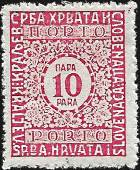 СРБА, ХРВАТА И
СЛОВЕНАЦА
ПОРТО
ПАРА
10
PARA
PORTO
SRBA, HRVATA I
SLOVENACA